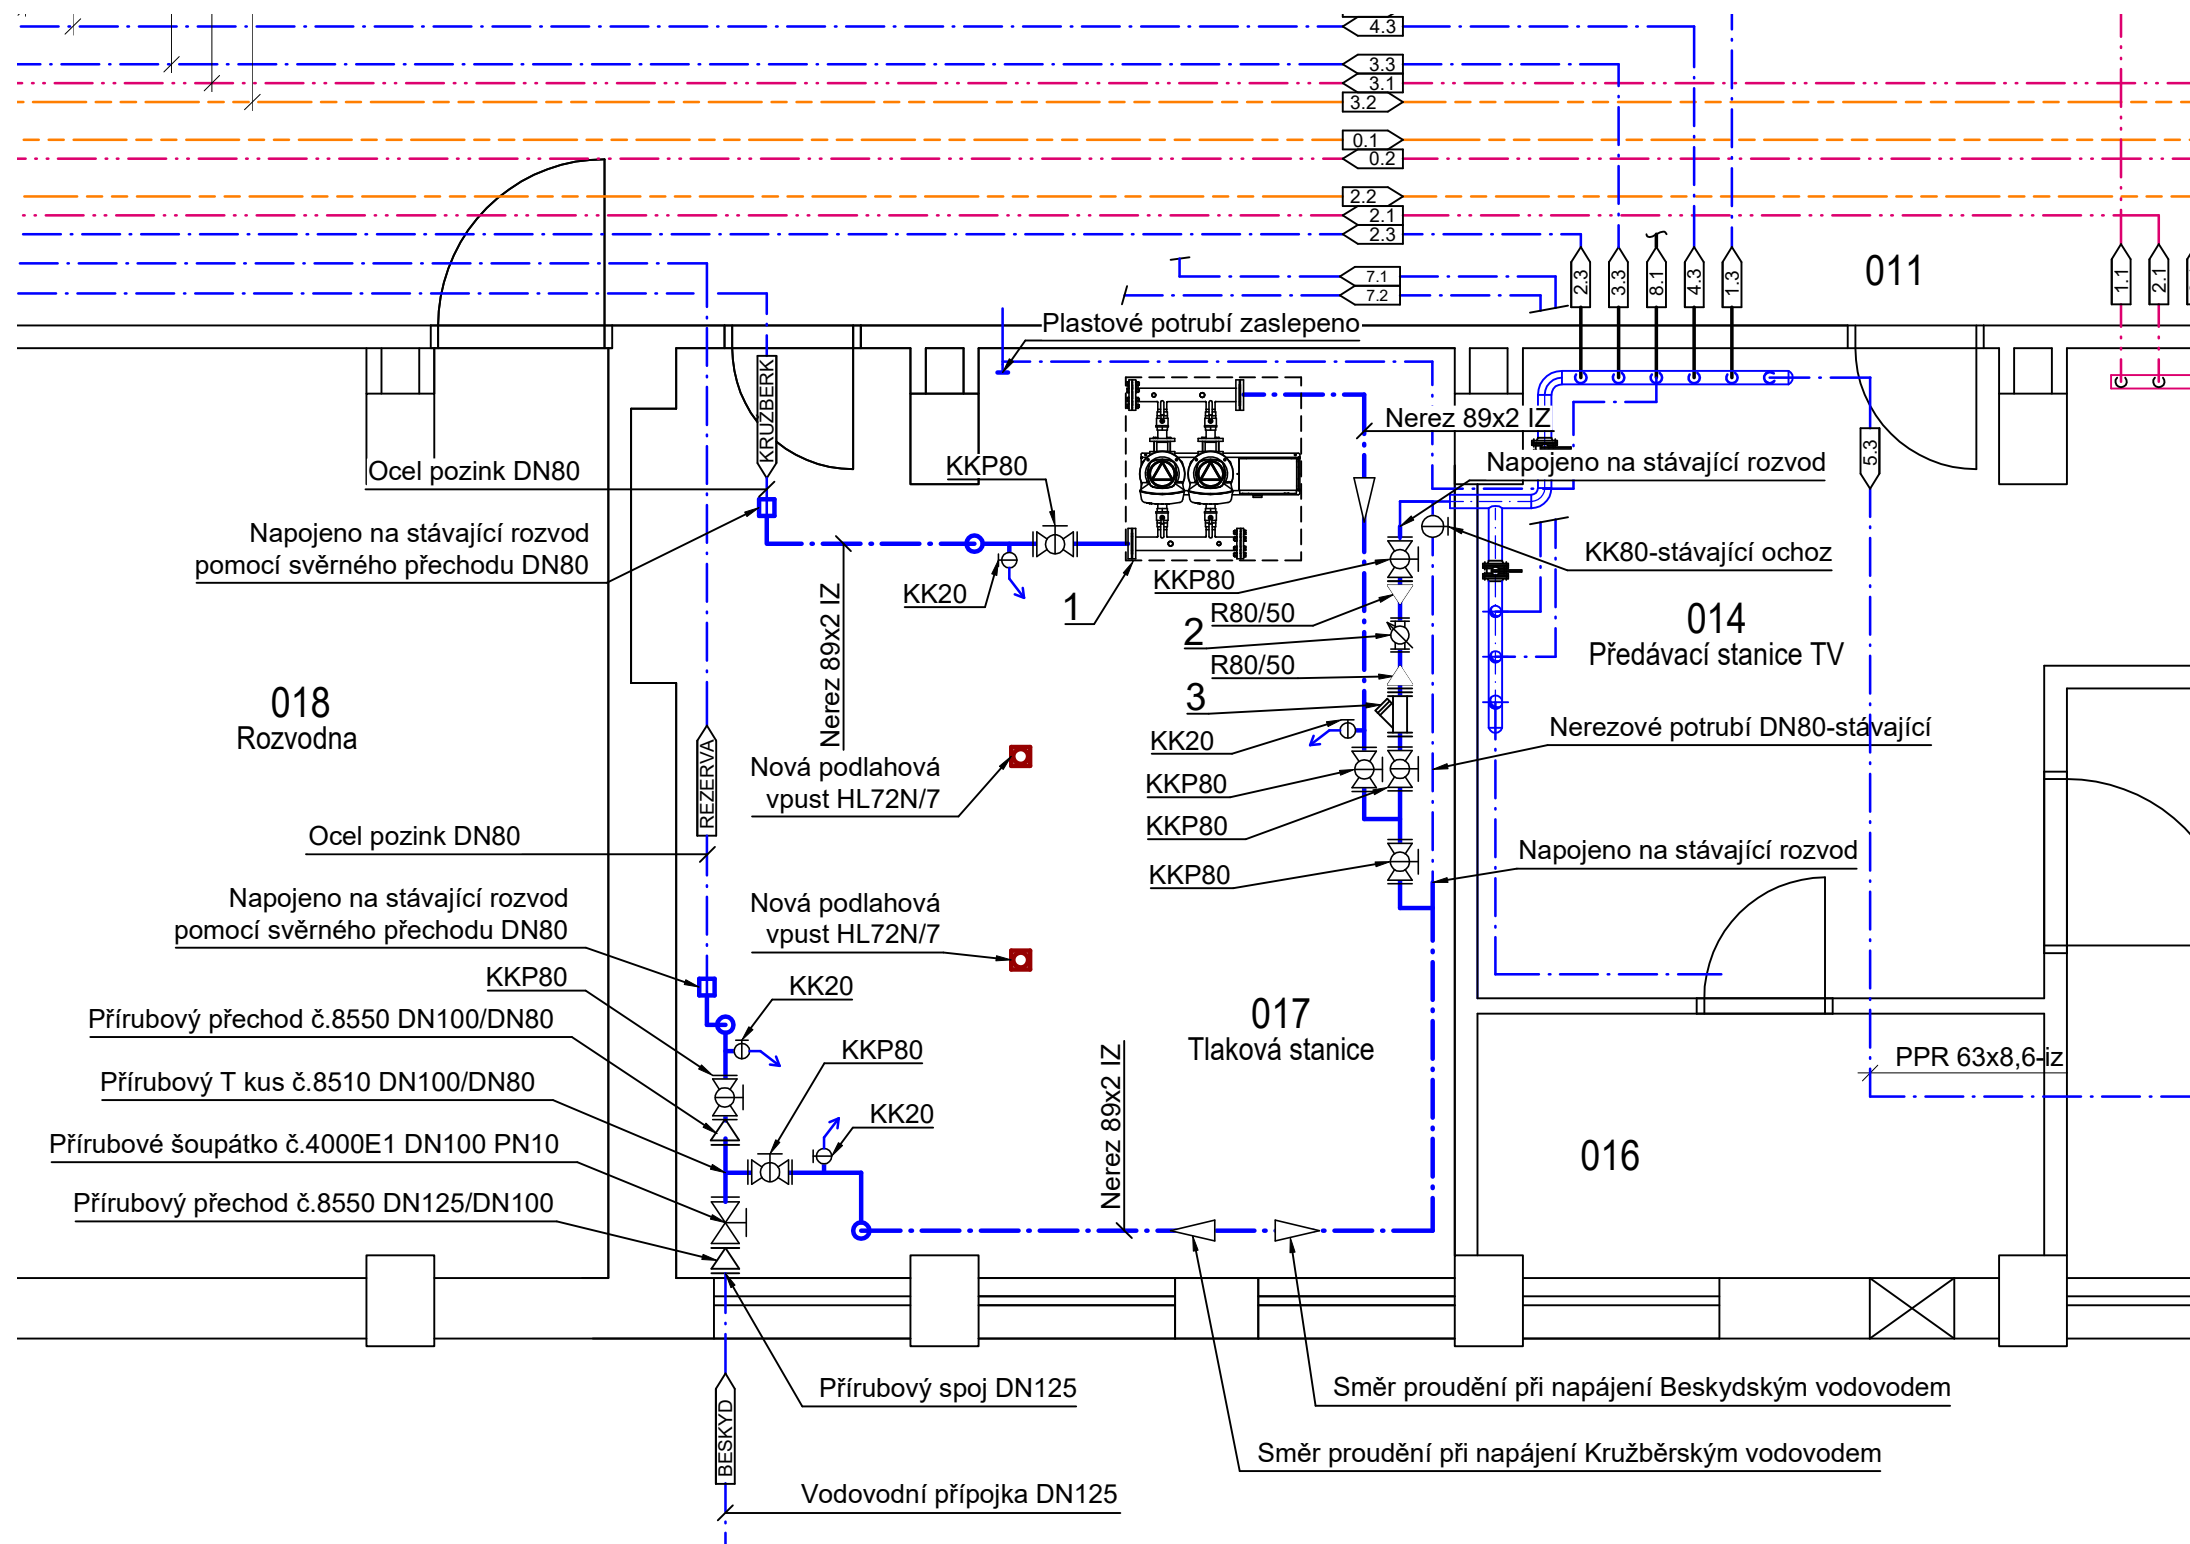 4.3
3.3
3.1
3.2
0.1
0.2
2.2
2.1
2.3
7.1
7.2
2.3
3.3
8.1
4.3
1.3
011
1.1
2.1
Plastové potrubí zaslepeno
KRUŽBERK
Nerez 89x2 IZ
5.3
Ocel pozink DN80
KKP80
Napojeno na stávající rozvod
Napojeno na stávající rozvod
pomocí svěrného přechodu DN80
KK80-stávající ochoz
KK20
1
KKP80
R80/50
2
R80/50
3
014
Předávací stanice TV
Nerez 89x2 IZ
018
Rozvodna
REZERVA
KK20
Nerezové potrubí DN80-stávající
Nová podlahová
vpust HL72N/7
KKP80
KKP80
Ocel pozink DN80
KKP80
Napojeno na stávající rozvod
Napojeno na stávající rozvod
pomocí svěrného přechodu DN80
Nová podlahová
vpust HL72N/7
KKP80
KK20
Přírubový přechod č.8550 DN100/DN80
017
Tlaková stanice
KKP80
Nerez 89x2 IZ
PPR 63x8,6-iz
Přírubový T kus č.8510 DN100/DN80
KK20
Přírubové šoupátko č.4000E1 DN100 PN10
016
Přírubový přechod č.8550 DN125/DN100
Přírubový spoj DN125
Směr proudění při napájení Beskydským vodovodem
BESKYD
Směr proudění při napájení Kružběrským vodovodem
Vodovodní přípojka DN125